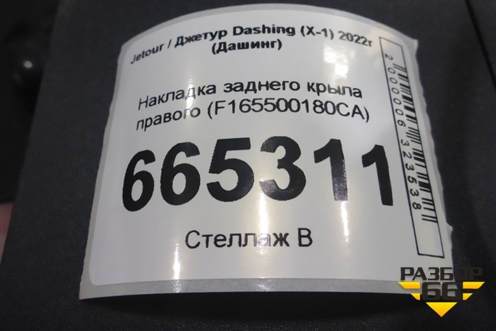 Jetour / Джетур Dashing (X-1) 2022г
(Дашинг)
Накладка заднего крыла
правого (F165500180CA)
665311
Стеллаж В
2000006323538
РАЗБОР
66